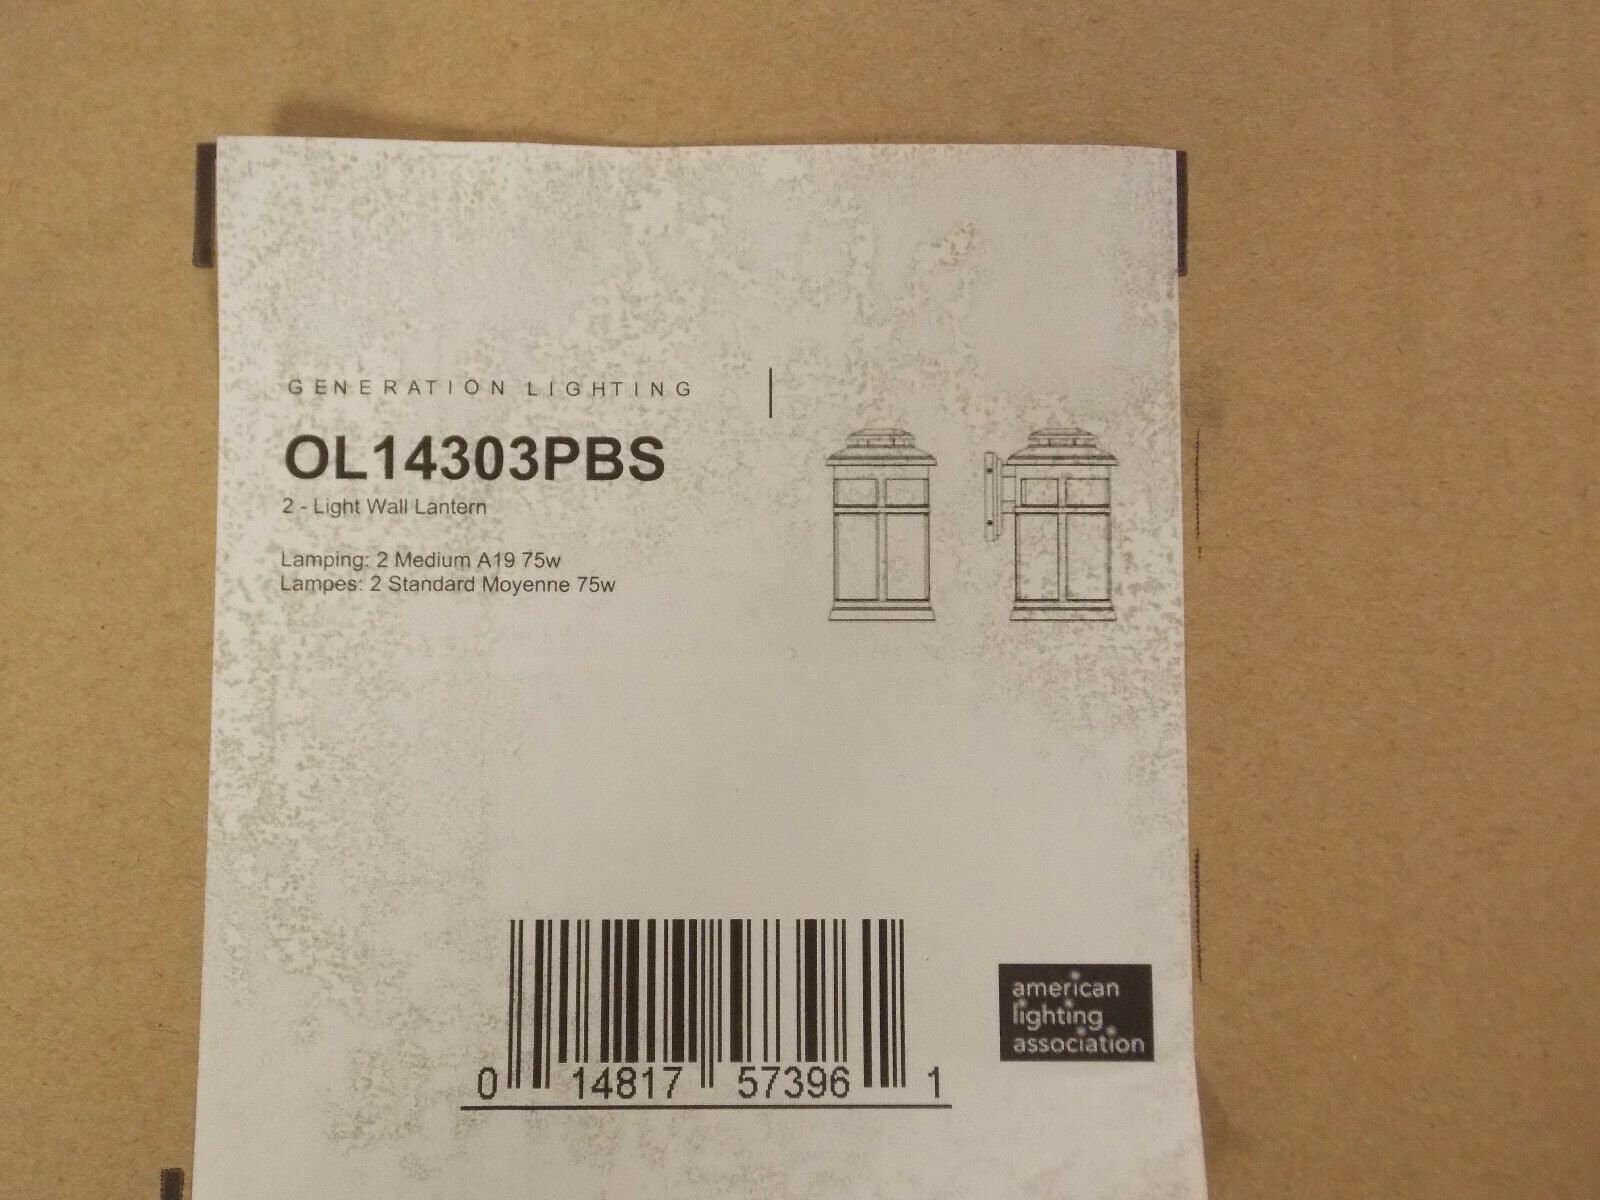 GENERATION LIGHTING
OL14303PBS
2 - Light Wall Lantern
Lamping: 2 Medium A19 75w
Lampes: 2 Standard Moyenne 75w
0 14817 57396 1
american
lighting
association